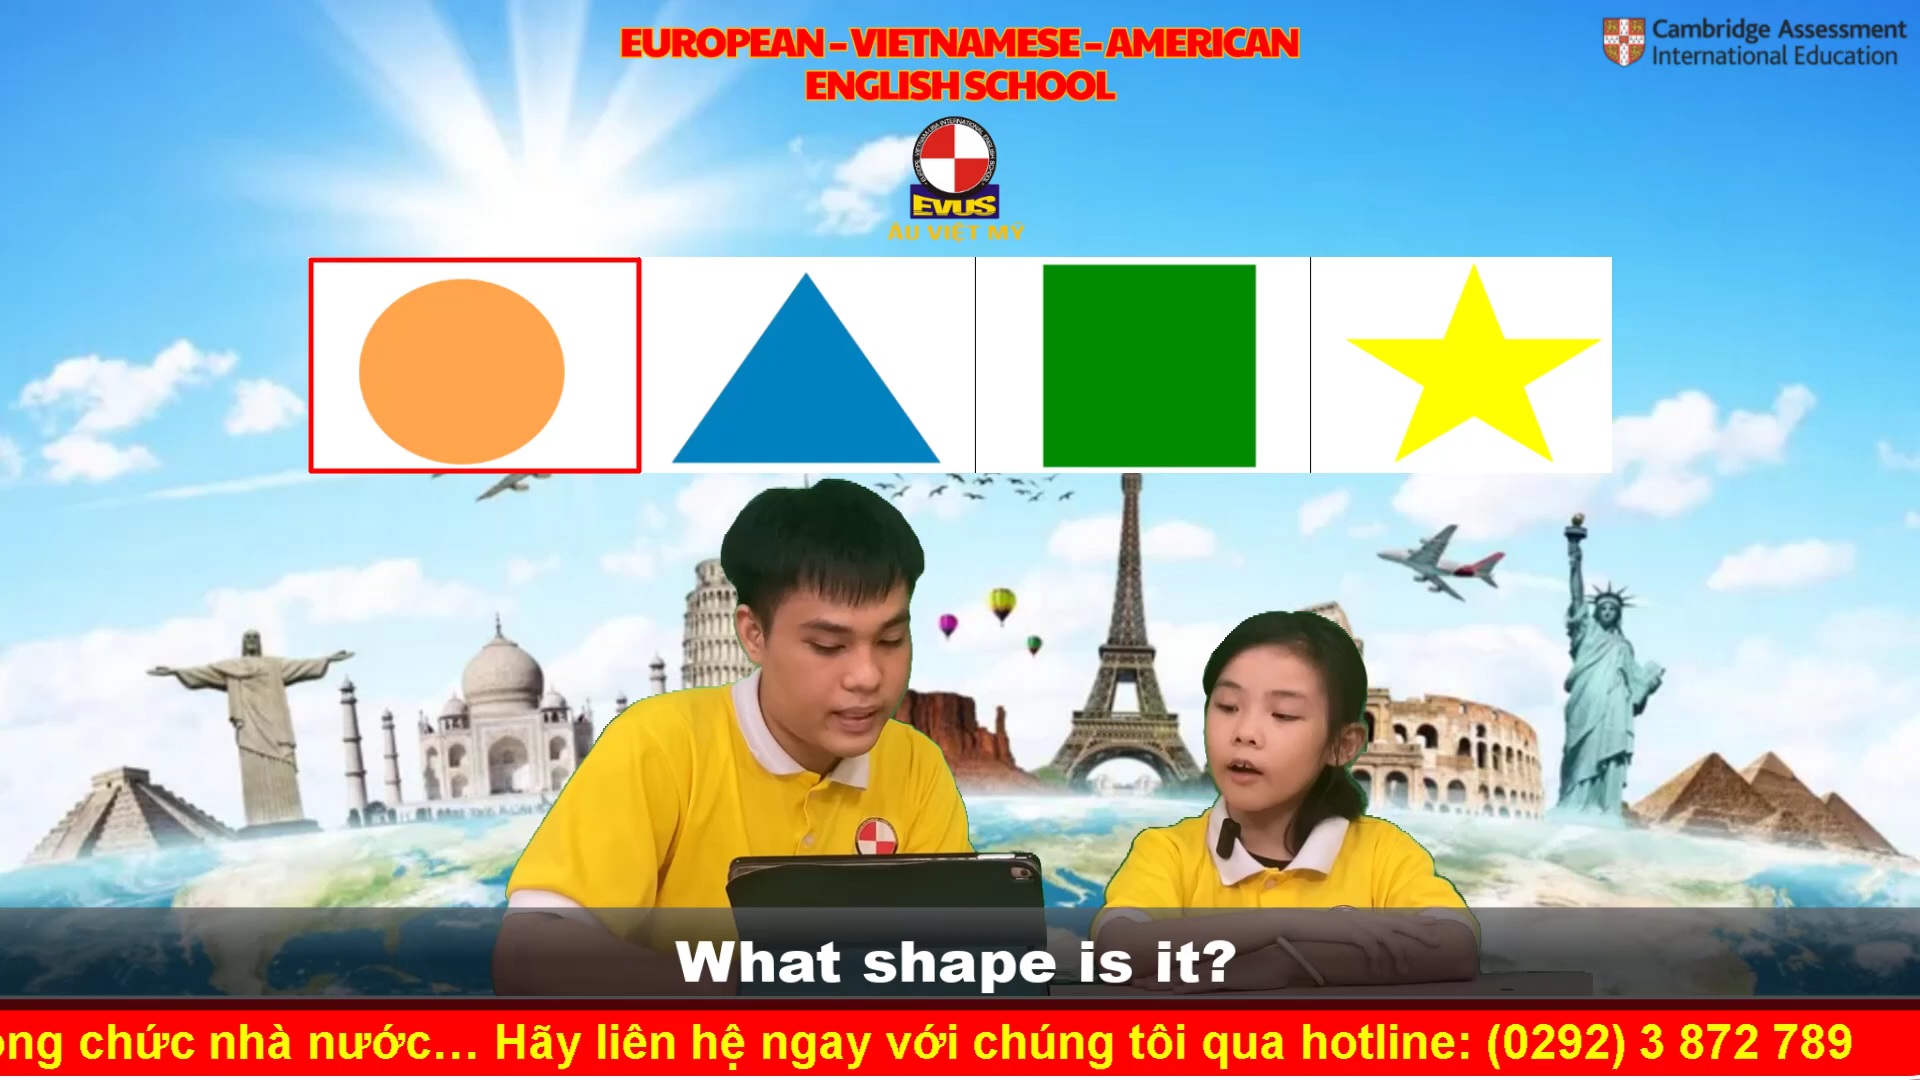 EUROPEAN - VIETNAMESE - AMERICAN
ENGLISH SCHOOL
Cambridge Assessment
International Education
EVUS
ÂU VIỆT MỸ
What shape is it?
ông chức nhà nước... Hãy liên hệ ngay với chúng tôi qua hotline: (0292) 3 872 789